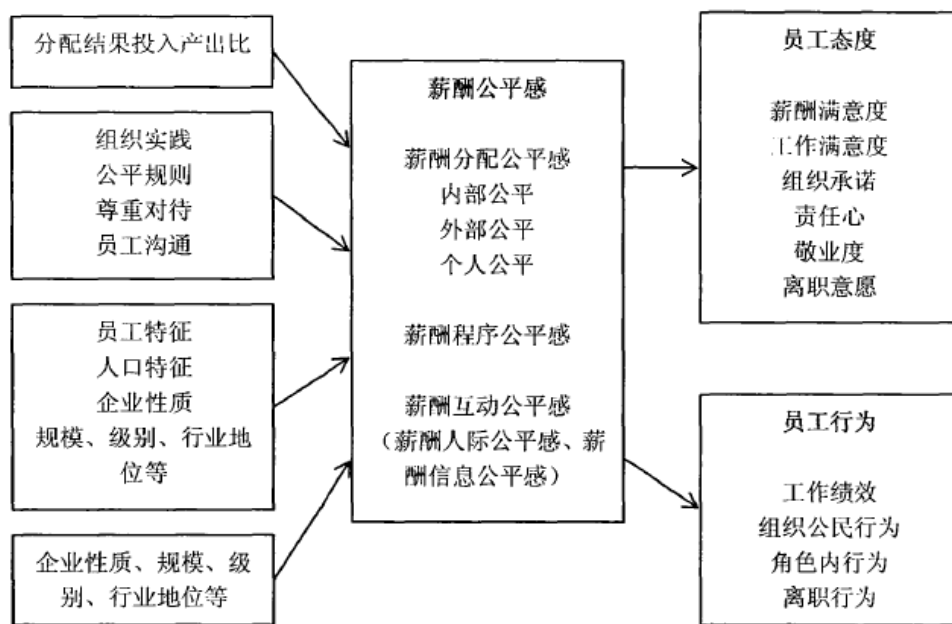 分配结果投入产出比
组织实践
公平规则
尊重对待
员工沟通
员工特征
人口特征
企业性质
规模、级别、行业地
位等
企业性质、规模、级
别、行业地位等
薪酬公平感
薪酬分配公平感
内部公平
外部公平
个人公平
薪酬程序公平感
薪酬互动公平感
（薪酬人际公平感、薪
酬信息公平感）
员工态度
薪酬满意度
工作满意度
组织承诺
责任心
敬业度
离职意愿
员工行为
工作绩效
组织公民行为
角色内行为
离职行为